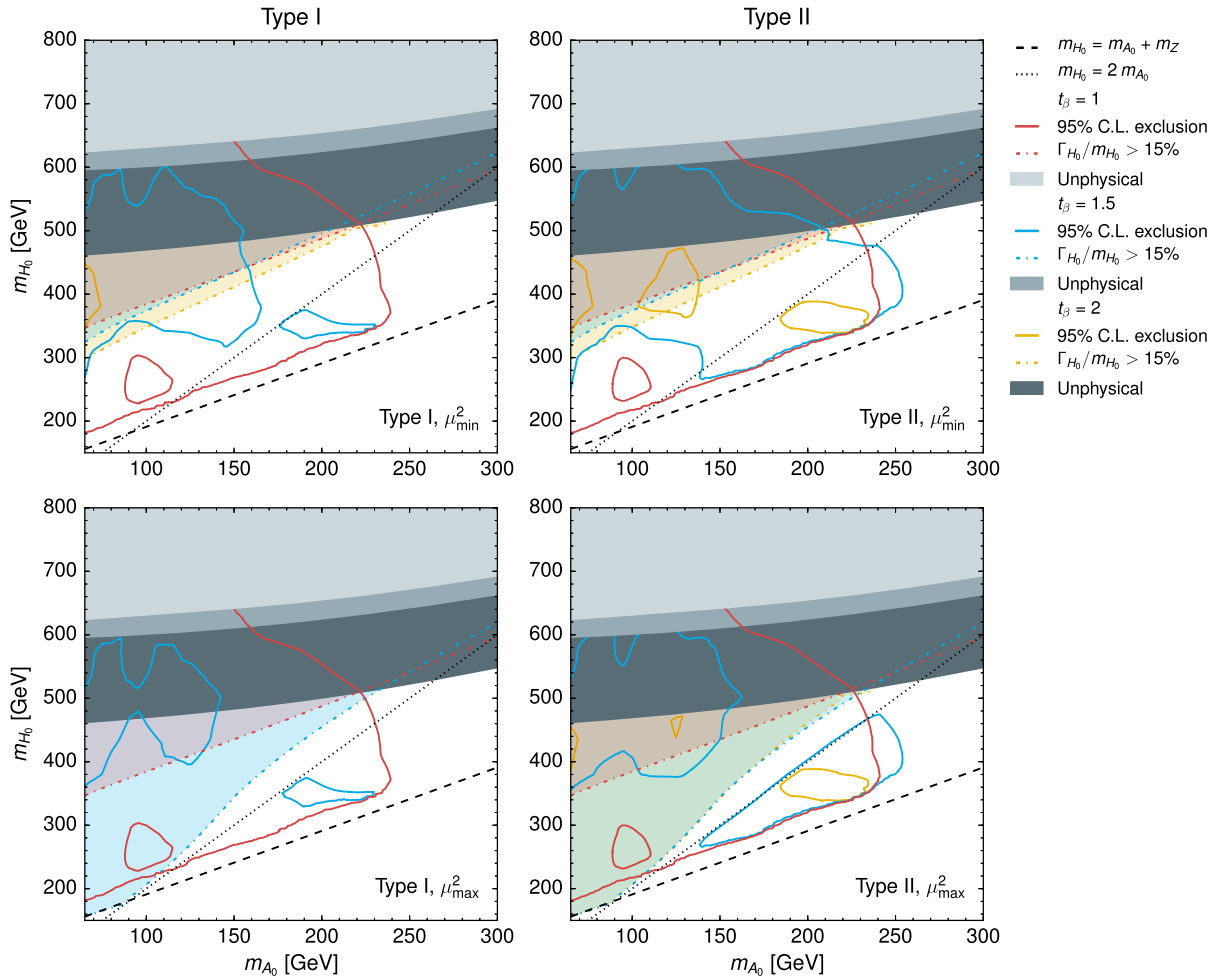 Type I
Type II
800
700
600
500
400
300
200
m_{H_0} [GeV]
100
150
200
250
300
Type I, μ²_min
100
150
200
250
300
Type II, μ²_min
m_{H_0} = m_{A_0} + m_Z
m_{H_0} = 2 m_{A_0}
t_β = 1
95% C.L. exclusion
Γ_{H_0}/m_{H_0} > 15%
Unphysical
t_β = 1.5
95% C.L. exclusion
Γ_{H_0}/m_{H_0} > 15%
Unphysical
t_β = 2
95% C.L. exclusion
Γ_{H_0}/m_{H_0} > 15%
Unphysical
800
700
600
500
400
300
200
m_{H_0} [GeV]
100
150
200
250
300
m_{A_0} [GeV]
Type I, μ²_max
100
150
200
250
300
m_{A_0} [GeV]
Type II, μ²_max